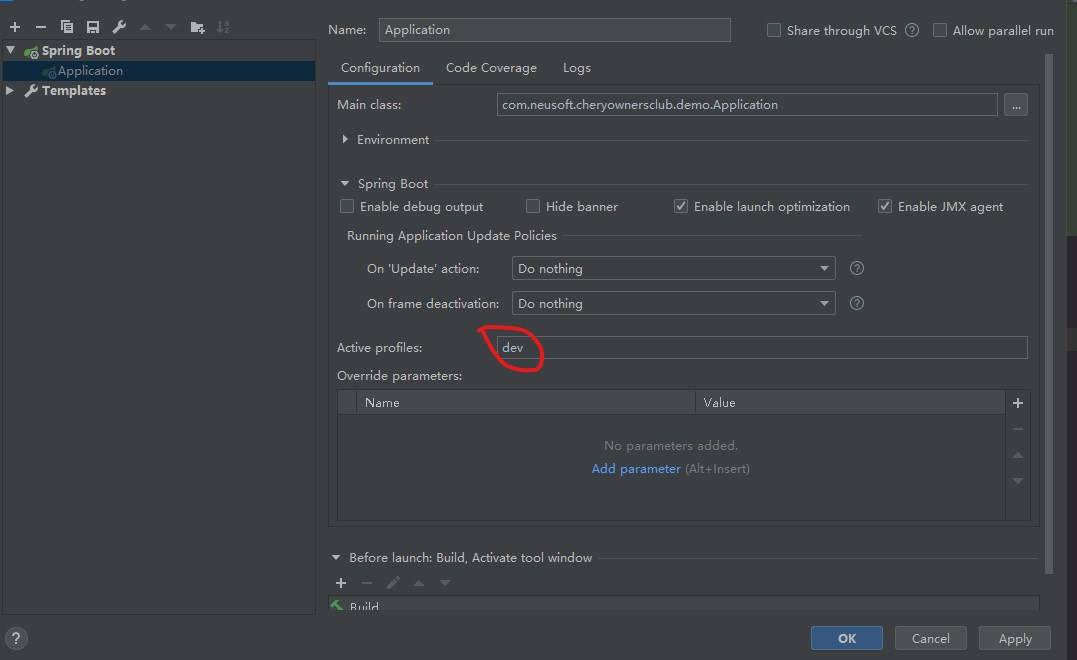 Name: Application Share through VCS ? Allow parallel run
Spring Boot
Application
Templates
Configuration Code Coverage Logs
Main class: com.neusoft.cheryownersclub.demo.Application ...
Environment
Spring Boot
Enable debug output Hide banner Enable launch optimization Enable JMX agent
Running Application Update Policies
On 'Update' action: Do nothing ?
On frame deactivation: Do nothing ?
Active profiles: dev
Override parameters:
Name Value
No parameters added.
Add parameter (Alt+Insert)
Before launch: Build, Activate tool window
Build
? OK Cancel Apply